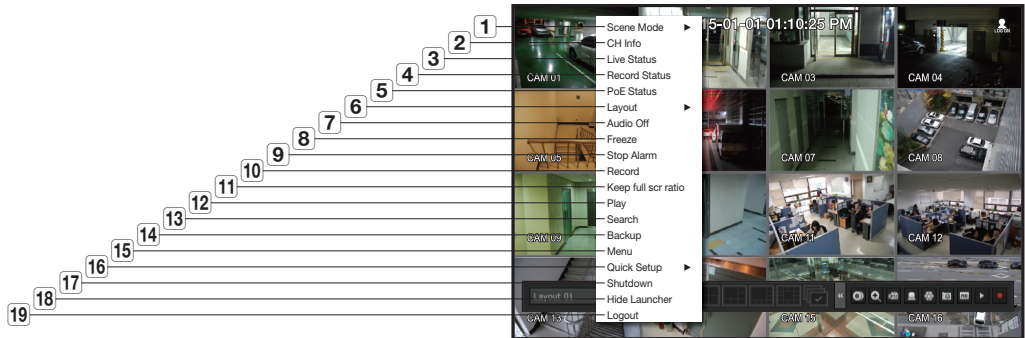 1 Scene Mode ▶
15-01-01 01:10:25 PM
LOG ON
2 CH Info
3 Live Status
4 Record Status
CAM 01
CAM 03
CAM 04
5 PoE Status
6 Layout ▶
7 Audio Off
8 Freeze
9 Stop Alarm
CAM 05
CAM 07
CAM 08
10 Record
11 Keep full scr ratio
12 Play
13 Search
14 Backup
CAM 09
CAM 11
CAM 12
15 Menu
16 Quick Setup ▶
17 Shutdown
18 Hide Launcher
Layout 01
19 Logout
CAM 13
CAM 15
CAM 16